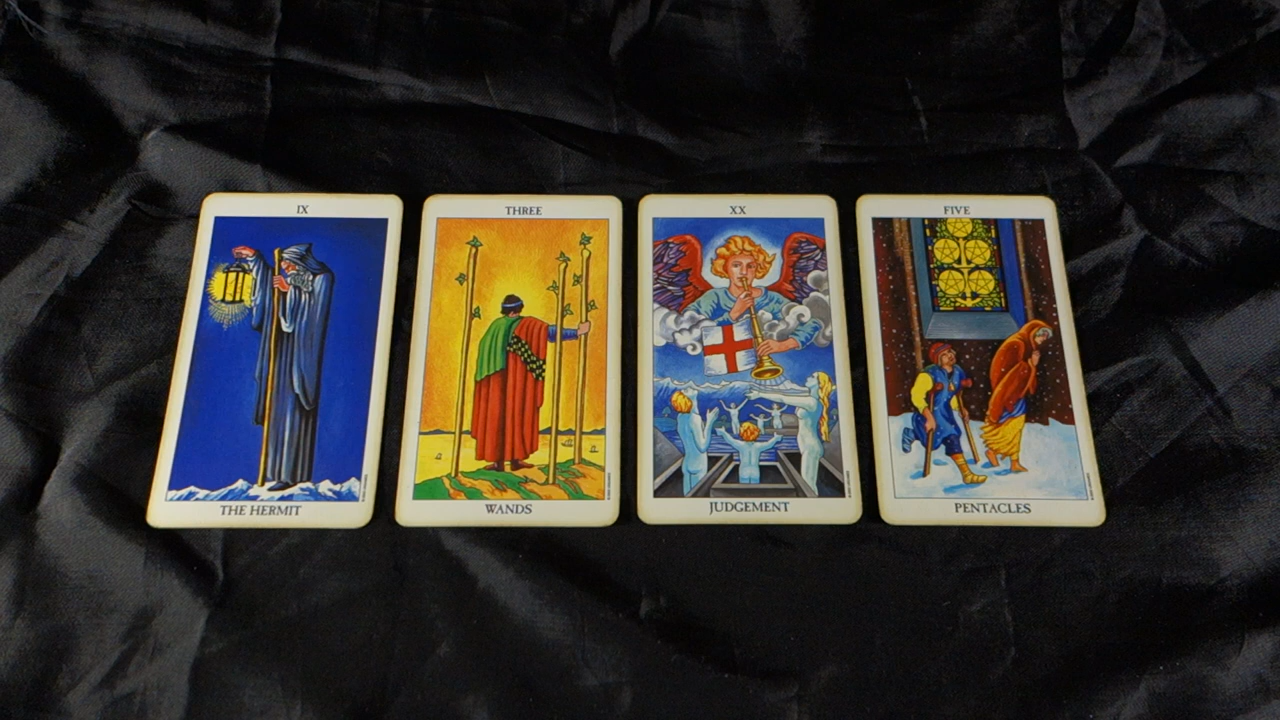 IX
THREE
XX
FIVE
THE HERMIT
WANDS
JUDGEMENT
PENTACLES